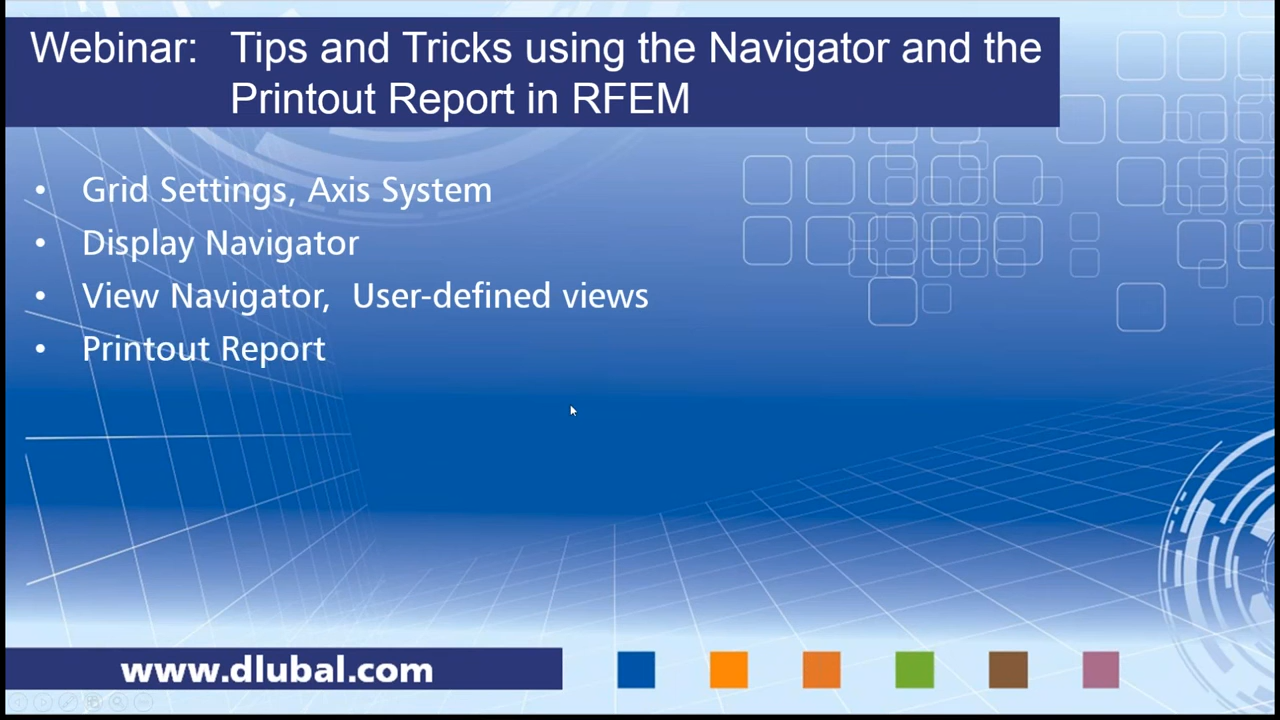 Webinar: Tips and Tricks using the Navigator and the
Printout Report in RFEM
• Grid Settings, Axis System
• Display Navigator
• View Navigator, User-defined views
• Printout Report
www.dlubal.com